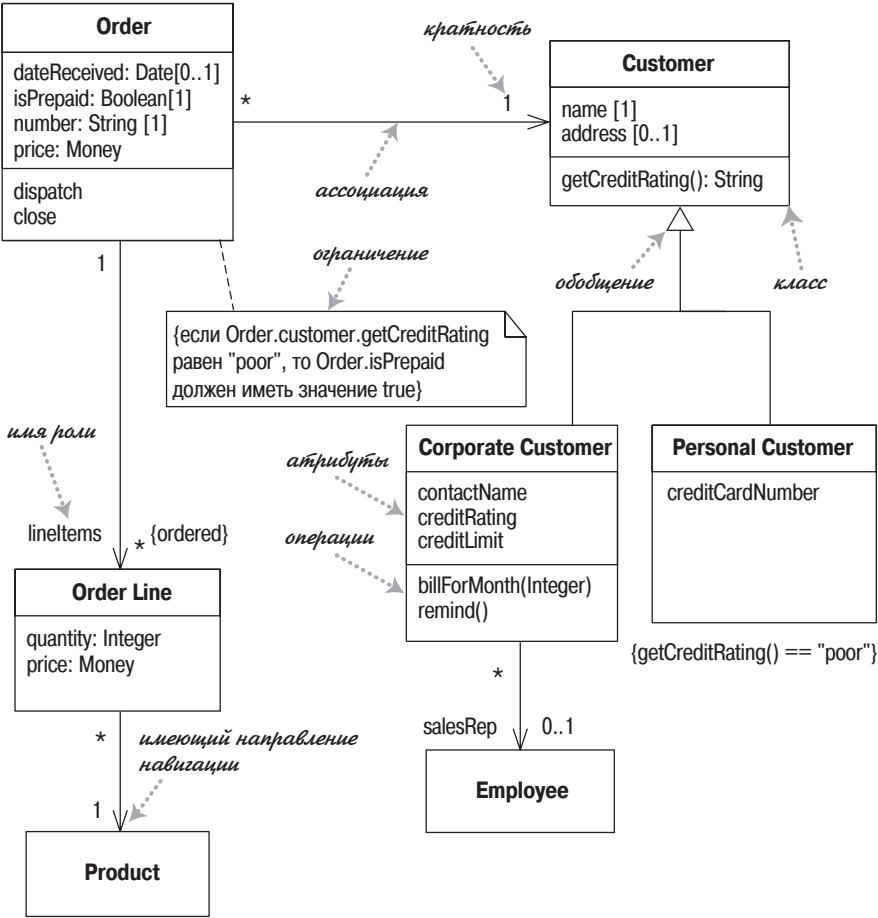 Order
dateReceived: Date[0..1]
isPrepaid: Boolean[1]
number: String [1]
price: Money
dispatch
close
*
1
кратность
ассоциация
Customer
name [1]
address [0..1]
getCreditRating(): String
1
ограничение
обобщение
класс
{если Order.customer.getCreditRating
равен "poor", то Order.isPrepaid
должен иметь значение true}
имя роли
lineItems
* {ordered}
атрибуты
операции
Corporate Customer
contactName
creditRating
creditLimit
billForMonth(Integer)
remind()
Personal Customer
creditCardNumber
{getCreditRating() == "poor"}
Order Line
quantity: Integer
price: Money
*
имеющий направление
навигации
1
Product
*
salesRep
0..1
Employee